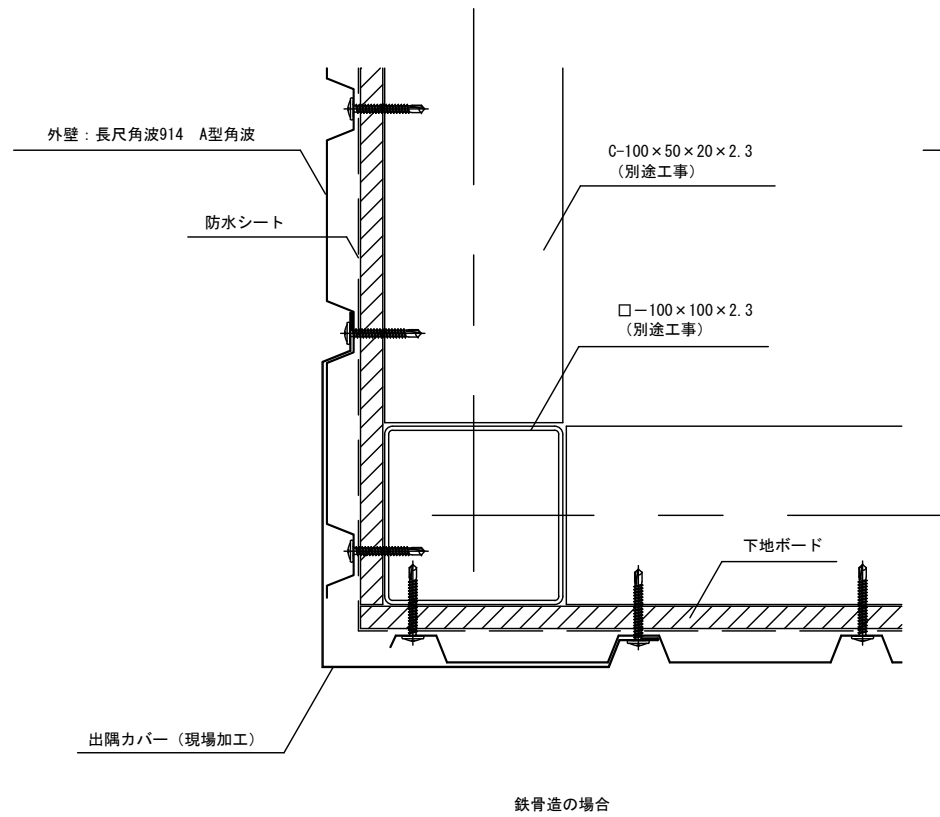 外壁：長尺角波914　A型角波
C-100×50×20×2.3
（別途工事）
防水シート
□－100×100×2.3
（別途工事）
下地ボード
出隅カバー（現場加工）
鉄骨造の場合